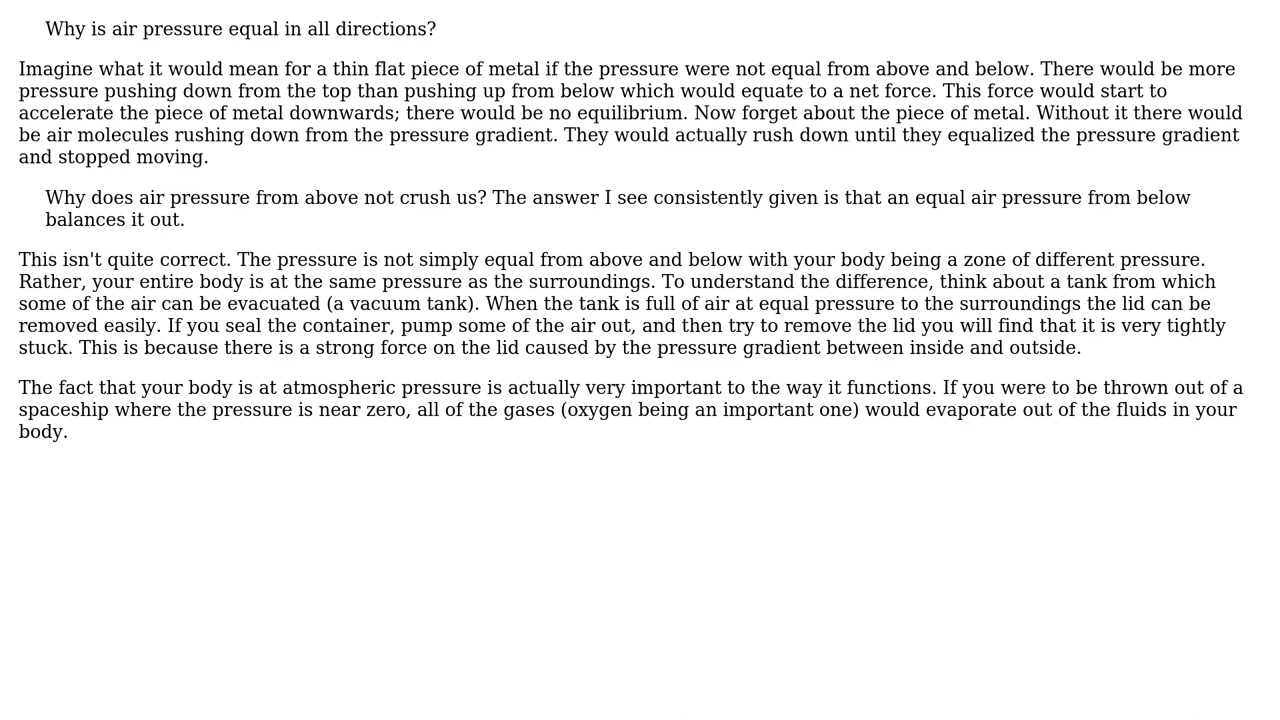 Why is air pressure equal in all directions?
Imagine what it would mean for a thin flat piece of metal if the pressure were not equal from above and below. There would be more
pressure pushing down from the top than pushing up from below which would equate to a net force. This force would start to
accelerate the piece of metal downwards; there would be no equilibrium. Now forget about the piece of metal. Without it there would
be air molecules rushing down from the pressure gradient. They would actually rush down until they equalized the pressure gradient
and stopped moving.
Why does air pressure from above not crush us? The answer I see consistently given is that an equal air pressure from below
balances it out.
This isn't quite correct. The pressure is not simply equal from above and below with your body being a zone of different pressure.
Rather, your entire body is at the same pressure as the surroundings. To understand the difference, think about a tank from which
some of the air can be evacuated (a vacuum tank). When the tank is full of air at equal pressure to the surroundings the lid can be
removed easily. If you seal the container, pump some of the air out, and then try to remove the lid you will find that it is very tightly
stuck. This is because there is a strong force on the lid caused by the pressure gradient between inside and outside.
The fact that your body is at atmospheric pressure is actually very important to the way it functions. If you were to be thrown out of a
spaceship where the pressure is near zero, all of the gases (oxygen being an important one) would evaporate out of the fluids in your
body.